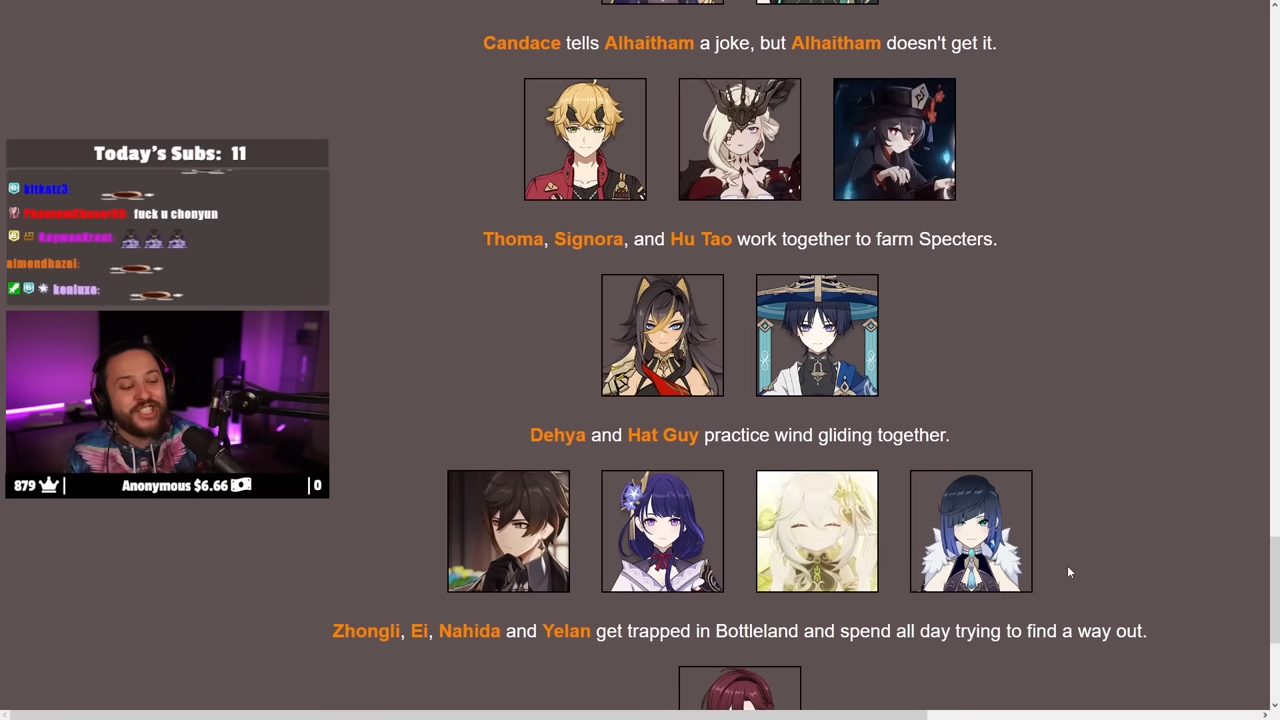 Candace tells Alhaitham a joke, but Alhaitham doesn't get it.
Today's Subs: 11
kitkatz3
fuck u chonyun
almondhazel:
Thoma, Signora, and Hu Tao work together to farm Specters.
Dehya and Hat Guy practice wind gliding together.
879 | Anonymous $6.66 | 0
Zhongli, Ei, Nahida and Yelan get trapped in Bottleland and spend all day trying to find a way out.